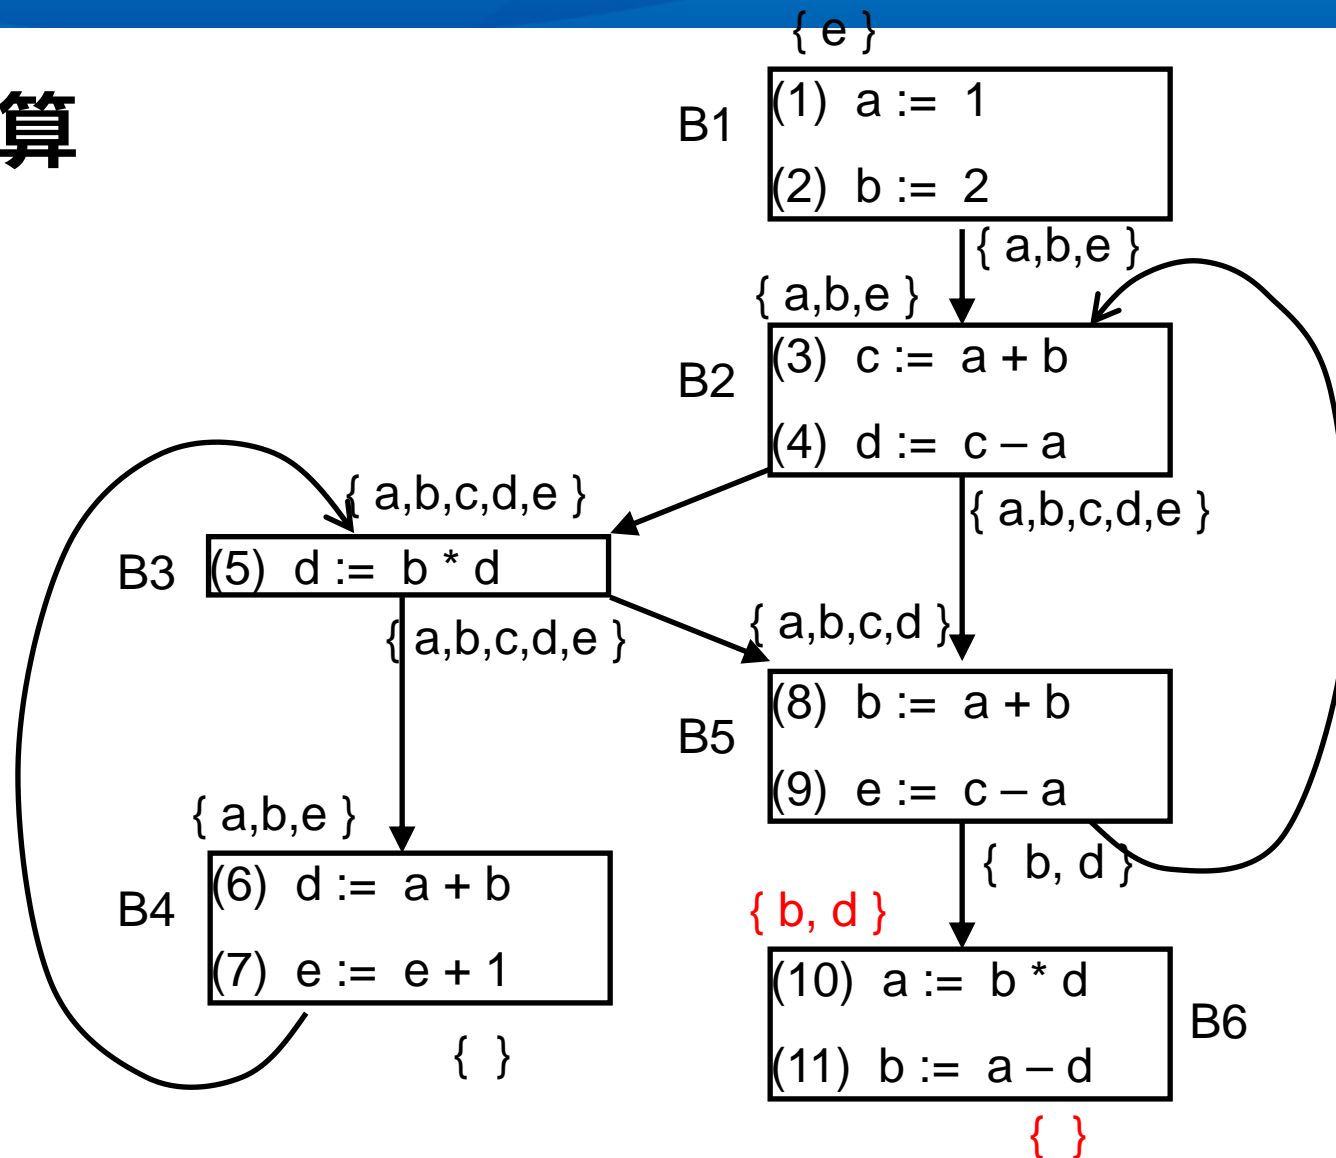 算
{ e }
B1
(1) a := 1
(2) b := 2
{ a,b,e }
{ a,b,e }
B2
(3) c := a + b
(4) d := c – a
{ a,b,c,d,e }
{ a,b,c,d,e }
B3
(5) d := b * d
{ a,b,c,d,e }
{ a,b,c,d }
B5
(8) b := a + b
(9) e := c – a
{ b, d }
{ a,b,e }
B4
(6) d := a + b
(7) e := e + 1
{ }
{ b, d }
(10) a := b * d
(11) b := a – d
B6
{ }